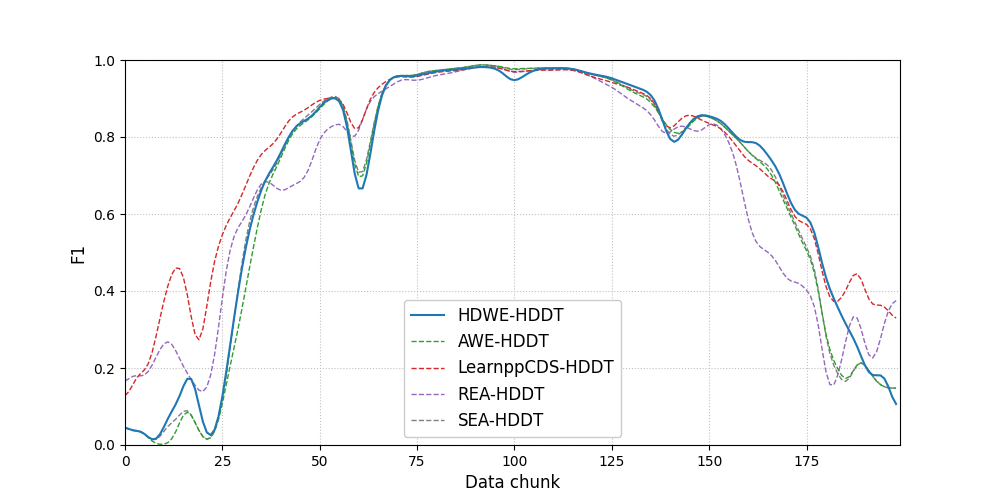 1.0
0.8
0.6
0.4
0.2
0.0
F1
HDWE-HDDT
AWE-HDDT
LearnppCDS-HDDT
REA-HDDT
SEA-HDDT
0 25 50 75 100 125 150 175
Data chunk